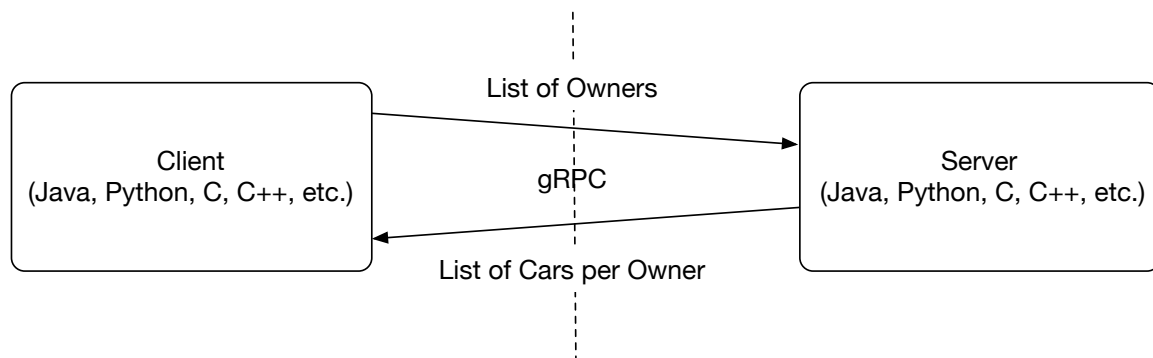 List of Owners
Client
(Java, Python, C, C++, etc.)
gRPC
Server
(Java, Python, C, C++, etc.)
List of Cars per Owner